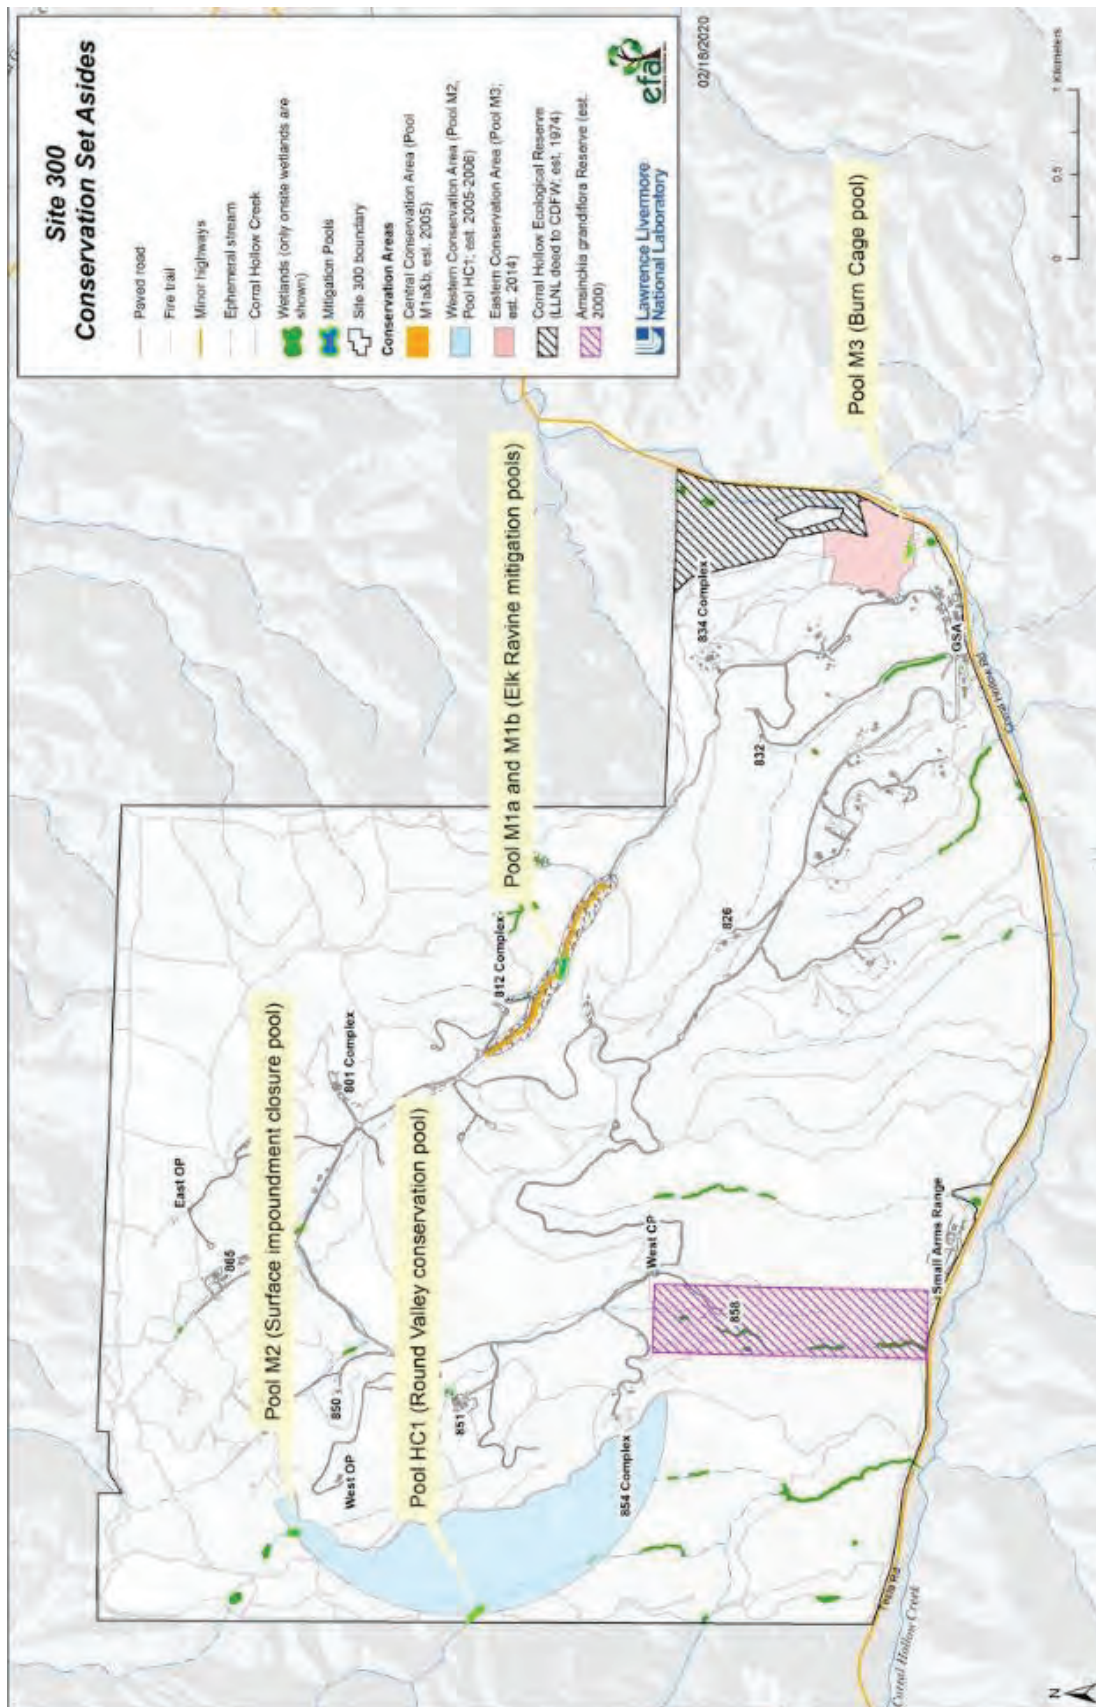 Site 300
Conservation Set Asides
Paved road
Fire trail
Minor highways
Ephemeral stream
Corral Hollow Creek
Wetlands (only onsite wetlands are
shown)
Mitigation Pools
Site 300 boundary
Conservation Areas
Central Conservation Area (Pool
M1a&b, est. 2005)
Western Conservation Area (Pool M2,
Pool HC1; est. 2005-2006)
Eastern Conservation Area (Pool M3;
est. 2014)
Corral Hollow Ecological Reserve
(LLNL deed to CDFW; est. 1974)
Amsinckia grandiflora Reserve (est.
2000)
Lawrence Livermore
National Laboratory
efa
02/18/2020
0 0.5 1 Kilometers
Pool M2 (Surface impoundment closure pool)
Pool HC1 (Round Valley conservation pool)
Pool M1a and M1b (Elk Ravine mitigation pools)
Pool M3 (Burn Cage pool)
East OP
865
801 Complex
812 Complex
850
West OP
851
854 Complex
West CP
858
Small Arms Range
826
832
834 Complex
GSA
Corral Hollow Rd
Tesla Rd
Corral Hollow Creek
N